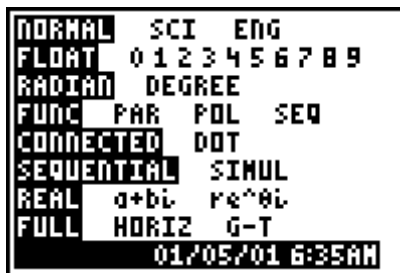 NORMAL SCI ENG
FLOAT 0 1 2 3 4 5 6 7 8 9
RADIAN DEGREE
FUNC PAR POL SEQ
CONNECTED DOT
SEQUENTIAL SIMUL
REAL a+bi re^θi
FULL HORIZ G-T
01/05/01 6:35AM